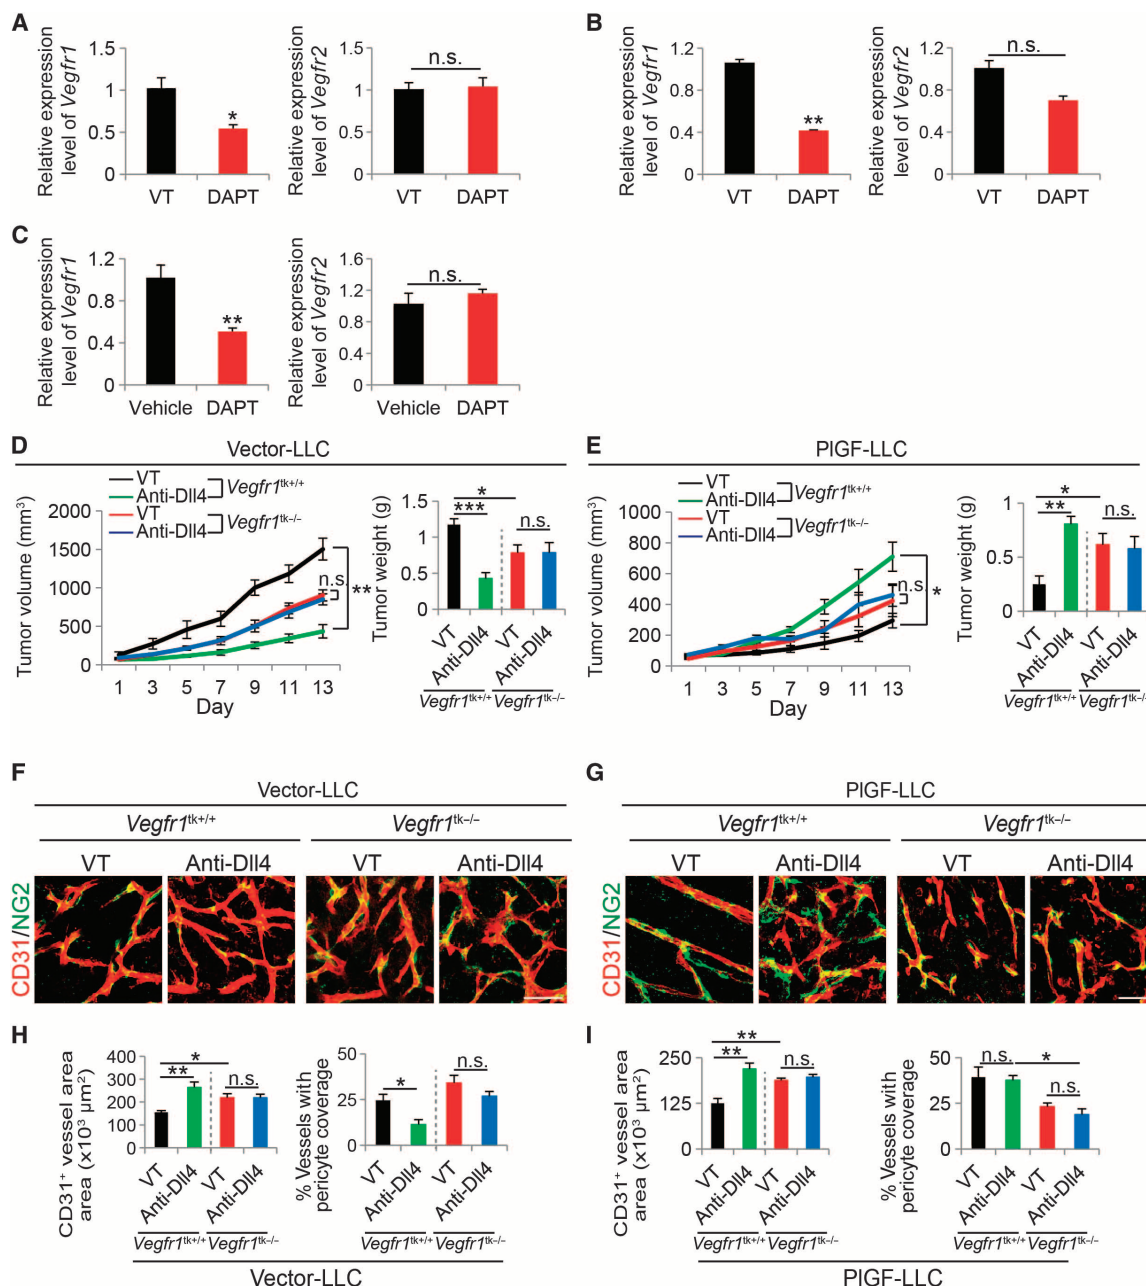 A
Relative expression
level of Vegfr1
1.5
1
0.5
0
*
VT
DAPT
Relative expression
level of Vegfr2
1.5
1
0.5
0
n.s.
VT
DAPT
B
Relative expression
level of Vegfr1
1.2
0.8
0.4
0
**
VT
DAPT
Relative expression
level of Vegfr2
1.2
0.8
0.4
0
n.s.
VT
DAPT
C
Relative expression
level of Vegfr1
1.2
0.8
0.4
0
**
Vehicle
DAPT
Relative expression
level of Vegfr2
1.6
1.2
0.8
0.4
0
n.s.
Vehicle
DAPT
D
Vector-LLC
VT
Anti-Dll4
Vegfr1tk+/+
VT
Anti-Dll4
Vegfr1tk−/−
Tumor volume (mm3)
2000
1500
1000
500
0
n.s.
**
1 3 5 7 9 11 13
Day
Tumor weight (g)
1.5
1
0.5
0
*
***
n.s.
VT
Anti-Dll4
VT
Anti-Dll4
Vegfr1tk+/+ Vegfr1tk−/−
E
PlGF-LLC
VT
Anti-Dll4
Vegfr1tk+/+
VT
Anti-Dll4
Vegfr1tk−/−
Tumor volume (mm3)
1000
800
600
400
200
0
n.s.
*
1 3 5 7 9 11 13
Day
Tumor weight (g)
1
0.5
0
*
**
n.s.
VT
Anti-Dll4
VT
Anti-Dll4
Vegfr1tk+/+ Vegfr1tk−/−
F
Vector-LLC
Vegfr1tk+/+ Vegfr1tk−/−
VT Anti-Dll4 VT Anti-Dll4
CD31/NG2
G
PlGF-LLC
Vegfr1tk+/+ Vegfr1tk−/−
VT Anti-Dll4 VT Anti-Dll4
CD31/NG2
H
CD31+ vessel area
area (×103 µm2)
400
300
200
100
0
*
**
n.s.
VT
Anti-Dll4
VT
Anti-Dll4
Vegfr1tk+/+ Vegfr1tk−/−
% Vessels with
pericyte coverage
50
25
0
*
n.s.
VT
Anti-Dll4
VT
Anti-Dll4
Vegfr1tk+/+ Vegfr1tk−/−
Vector-LLC
I
CD31+ vessel area
area (×103 µm2)
250
125
0
**
**
n.s.
VT
Anti-Dll4
VT
Anti-Dll4
Vegfr1tk+/+ Vegfr1tk−/−
% Vessels with
pericyte coverage
50
25
0
n.s.
*
n.s.
VT
Anti-Dll4
VT
Anti-Dll4
Vegfr1tk+/+ Vegfr1tk−/−
PlGF-LLC